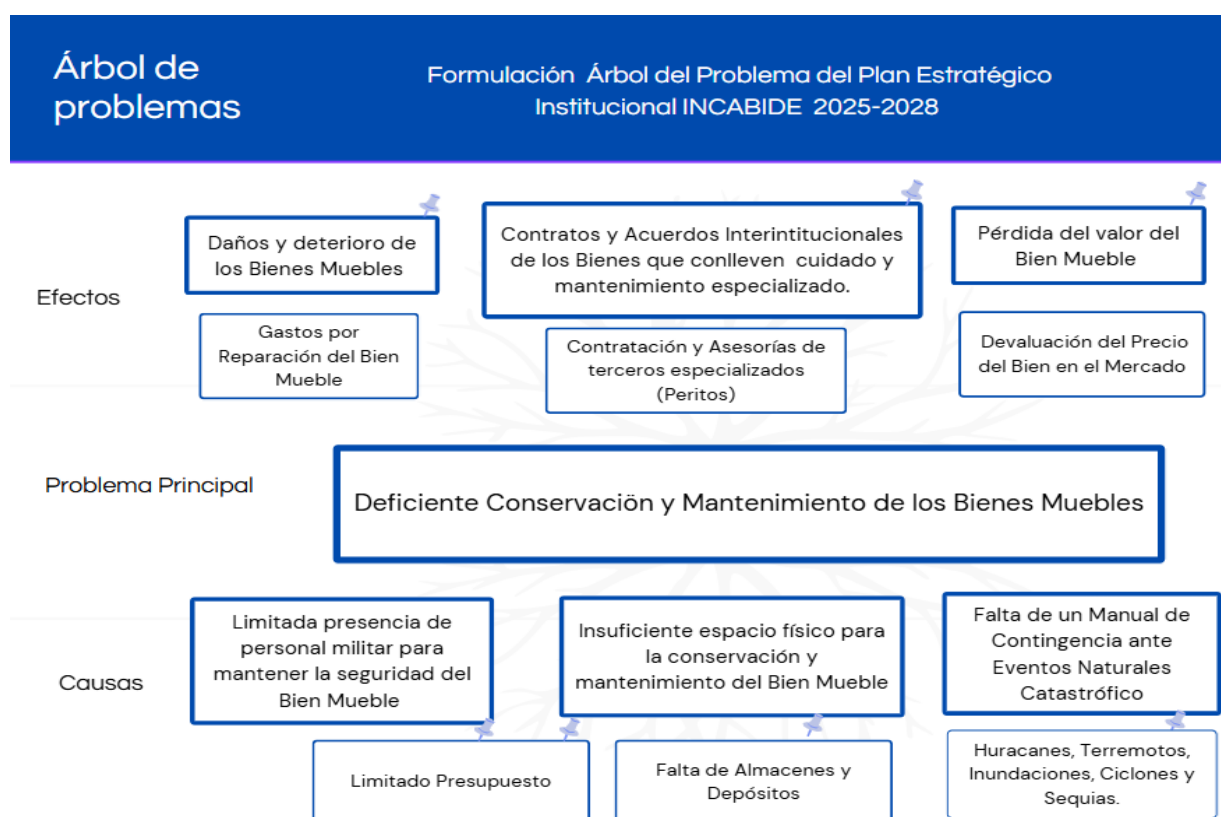 Árbol de
problemas
Formulación Árbol del Problema del Plan Estratégico
Institucional INCABIDE 2025-2028
Efectos
Daños y deterioro de
los Bienes Muebles
Contratos y Acuerdos Interintitucionales
de los Bienes que conlleven cuidado y
mantenimiento especializado.
Pérdida del valor del
Bien Mueble
Gastos por
Reparación del Bien
Mueble
Contratación y Asesorías de
terceros especializados
(Peritos)
Devaluación del Precio
del Bien en el Mercado
Problema Principal
Deficiente Conservaciön y Mantenimiento de los Bienes Muebles
Causas
Limitada presencia de
personal militar para
mantener la seguridad del
Bien Mueble
Insuficiente espacio físico para
la conservación y
mantenimiento del Bien Mueble
Falta de un Manual de
Contingencia ante
Eventos Naturales
Catastrófico
Limitado Presupuesto
Falta de Almacenes y
Depósitos
Huracanes, Terremotos,
Inundaciones, Ciclones y
Sequias.